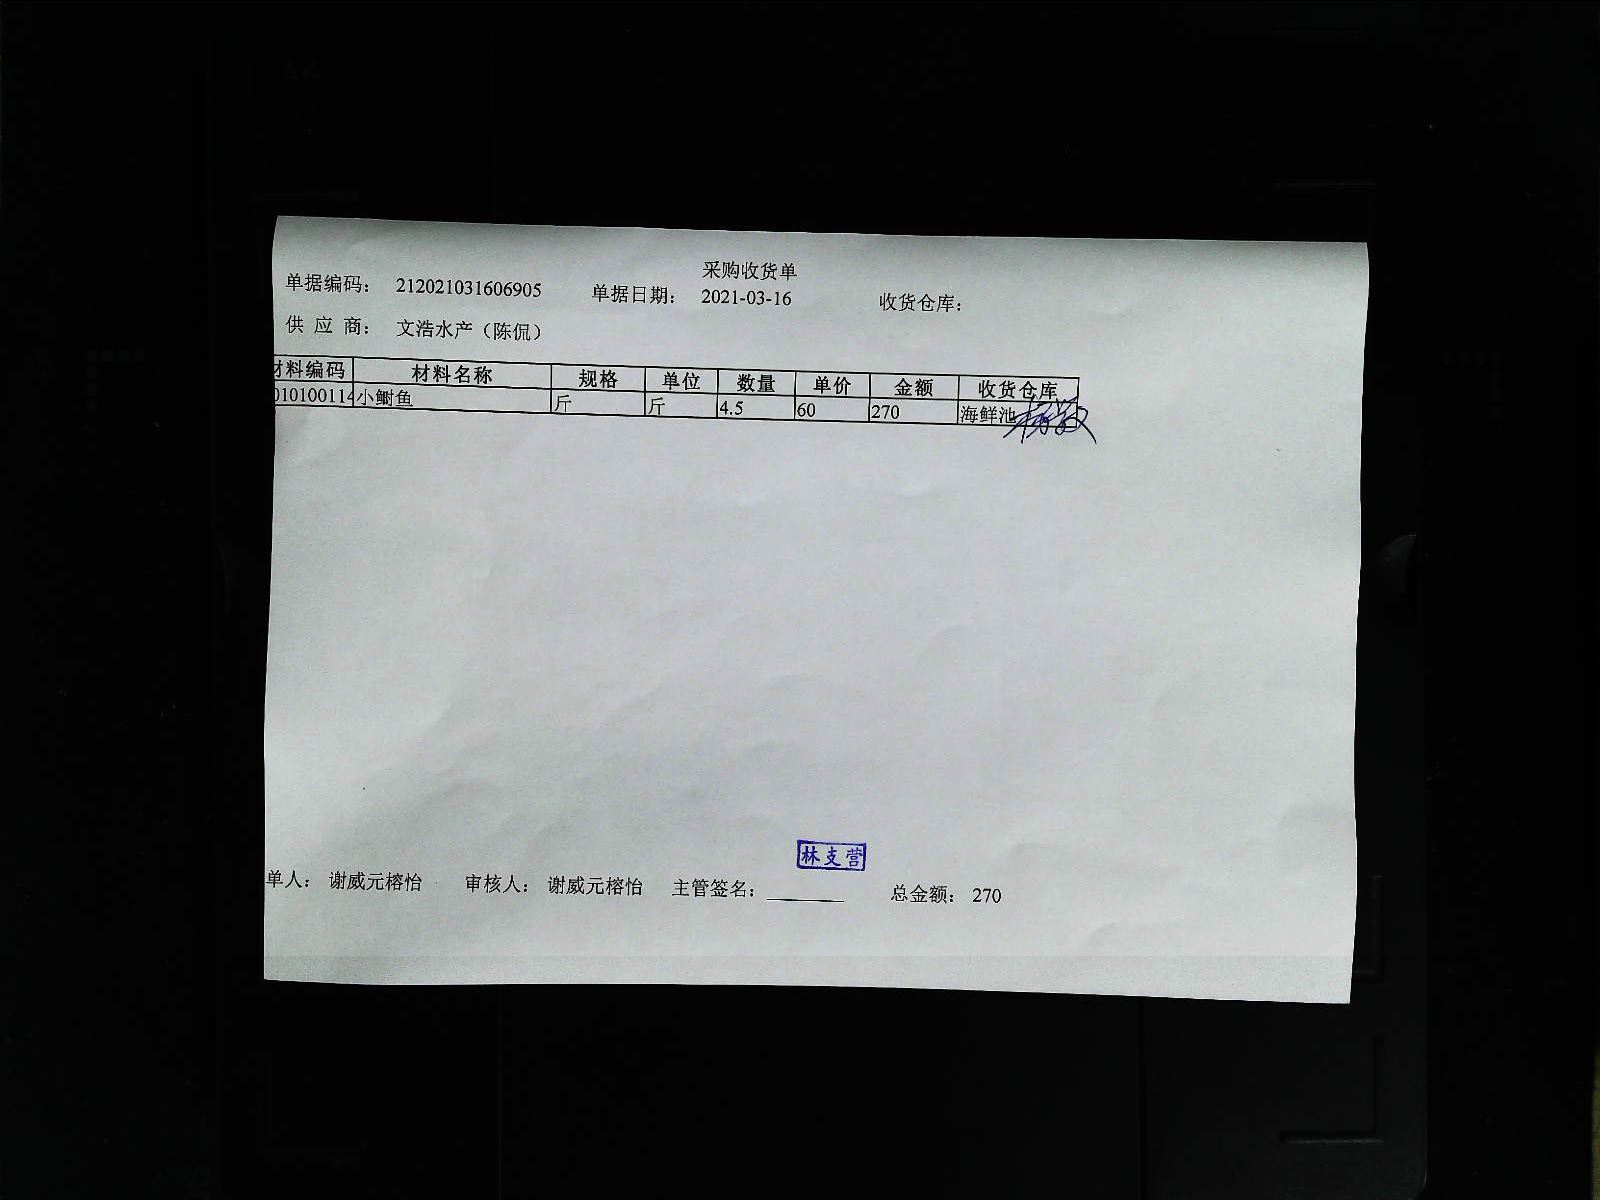 采购收货单
单据编码： 212021031606905 单据日期： 2021-03-16 收货仓库：
供 应 商： 文浩水产（陈侃）
材料编码 材料名称 规格 单位 数量 单价 金额 收货仓库
01010011 小鲥鱼 斤 斤 4.5 60 270 海鲜池
林支营
单人： 谢威元榕怡 审核人： 谢威元榕怡 主管签名： 总金额： 270